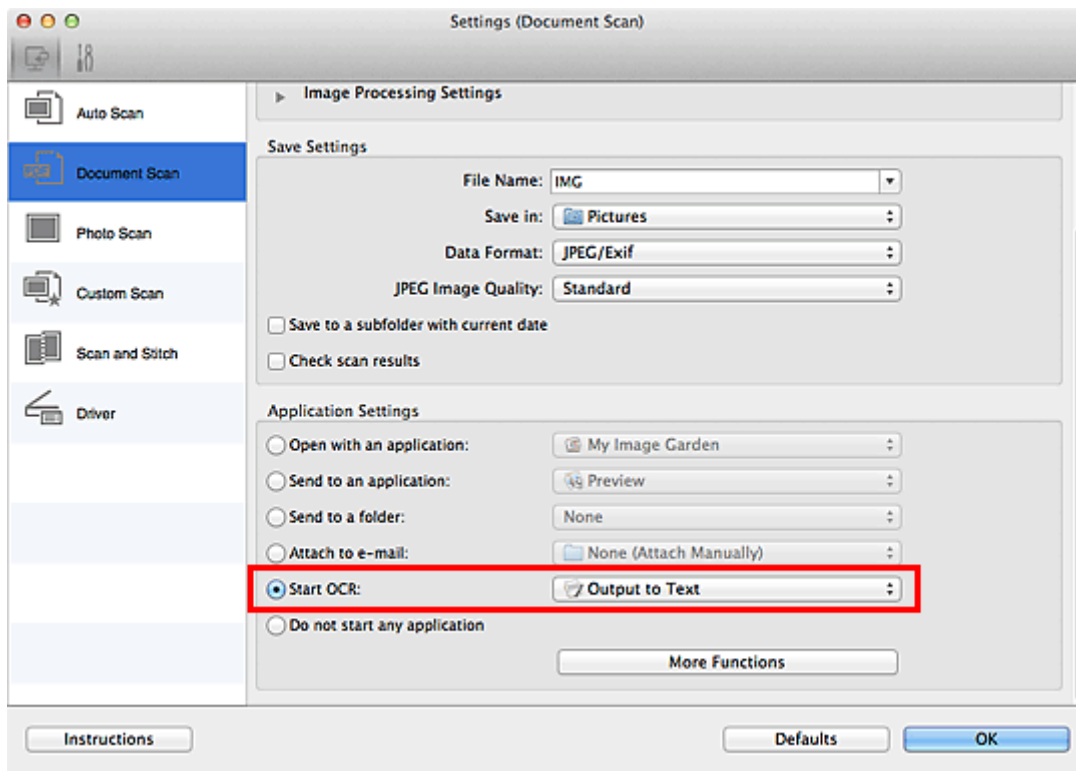 Settings (Document Scan)
Image Processing Settings
Auto Scan
Document Scan
Photo Scan
Custom Scan
Scan and Stitch
Driver
Save Settings
File Name: IMG
Save in: Pictures
Data Format: JPEG/Exif
JPEG Image Quality: Standard
Save to a subfolder with current date
Check scan results
Application Settings
Open with an application: My Image Garden
Send to an application: Preview
Send to a folder: None
Attach to e-mail: None (Attach Manually)
Start OCR: Output to Text
Do not start any application
More Functions
Instructions
Defaults
OK